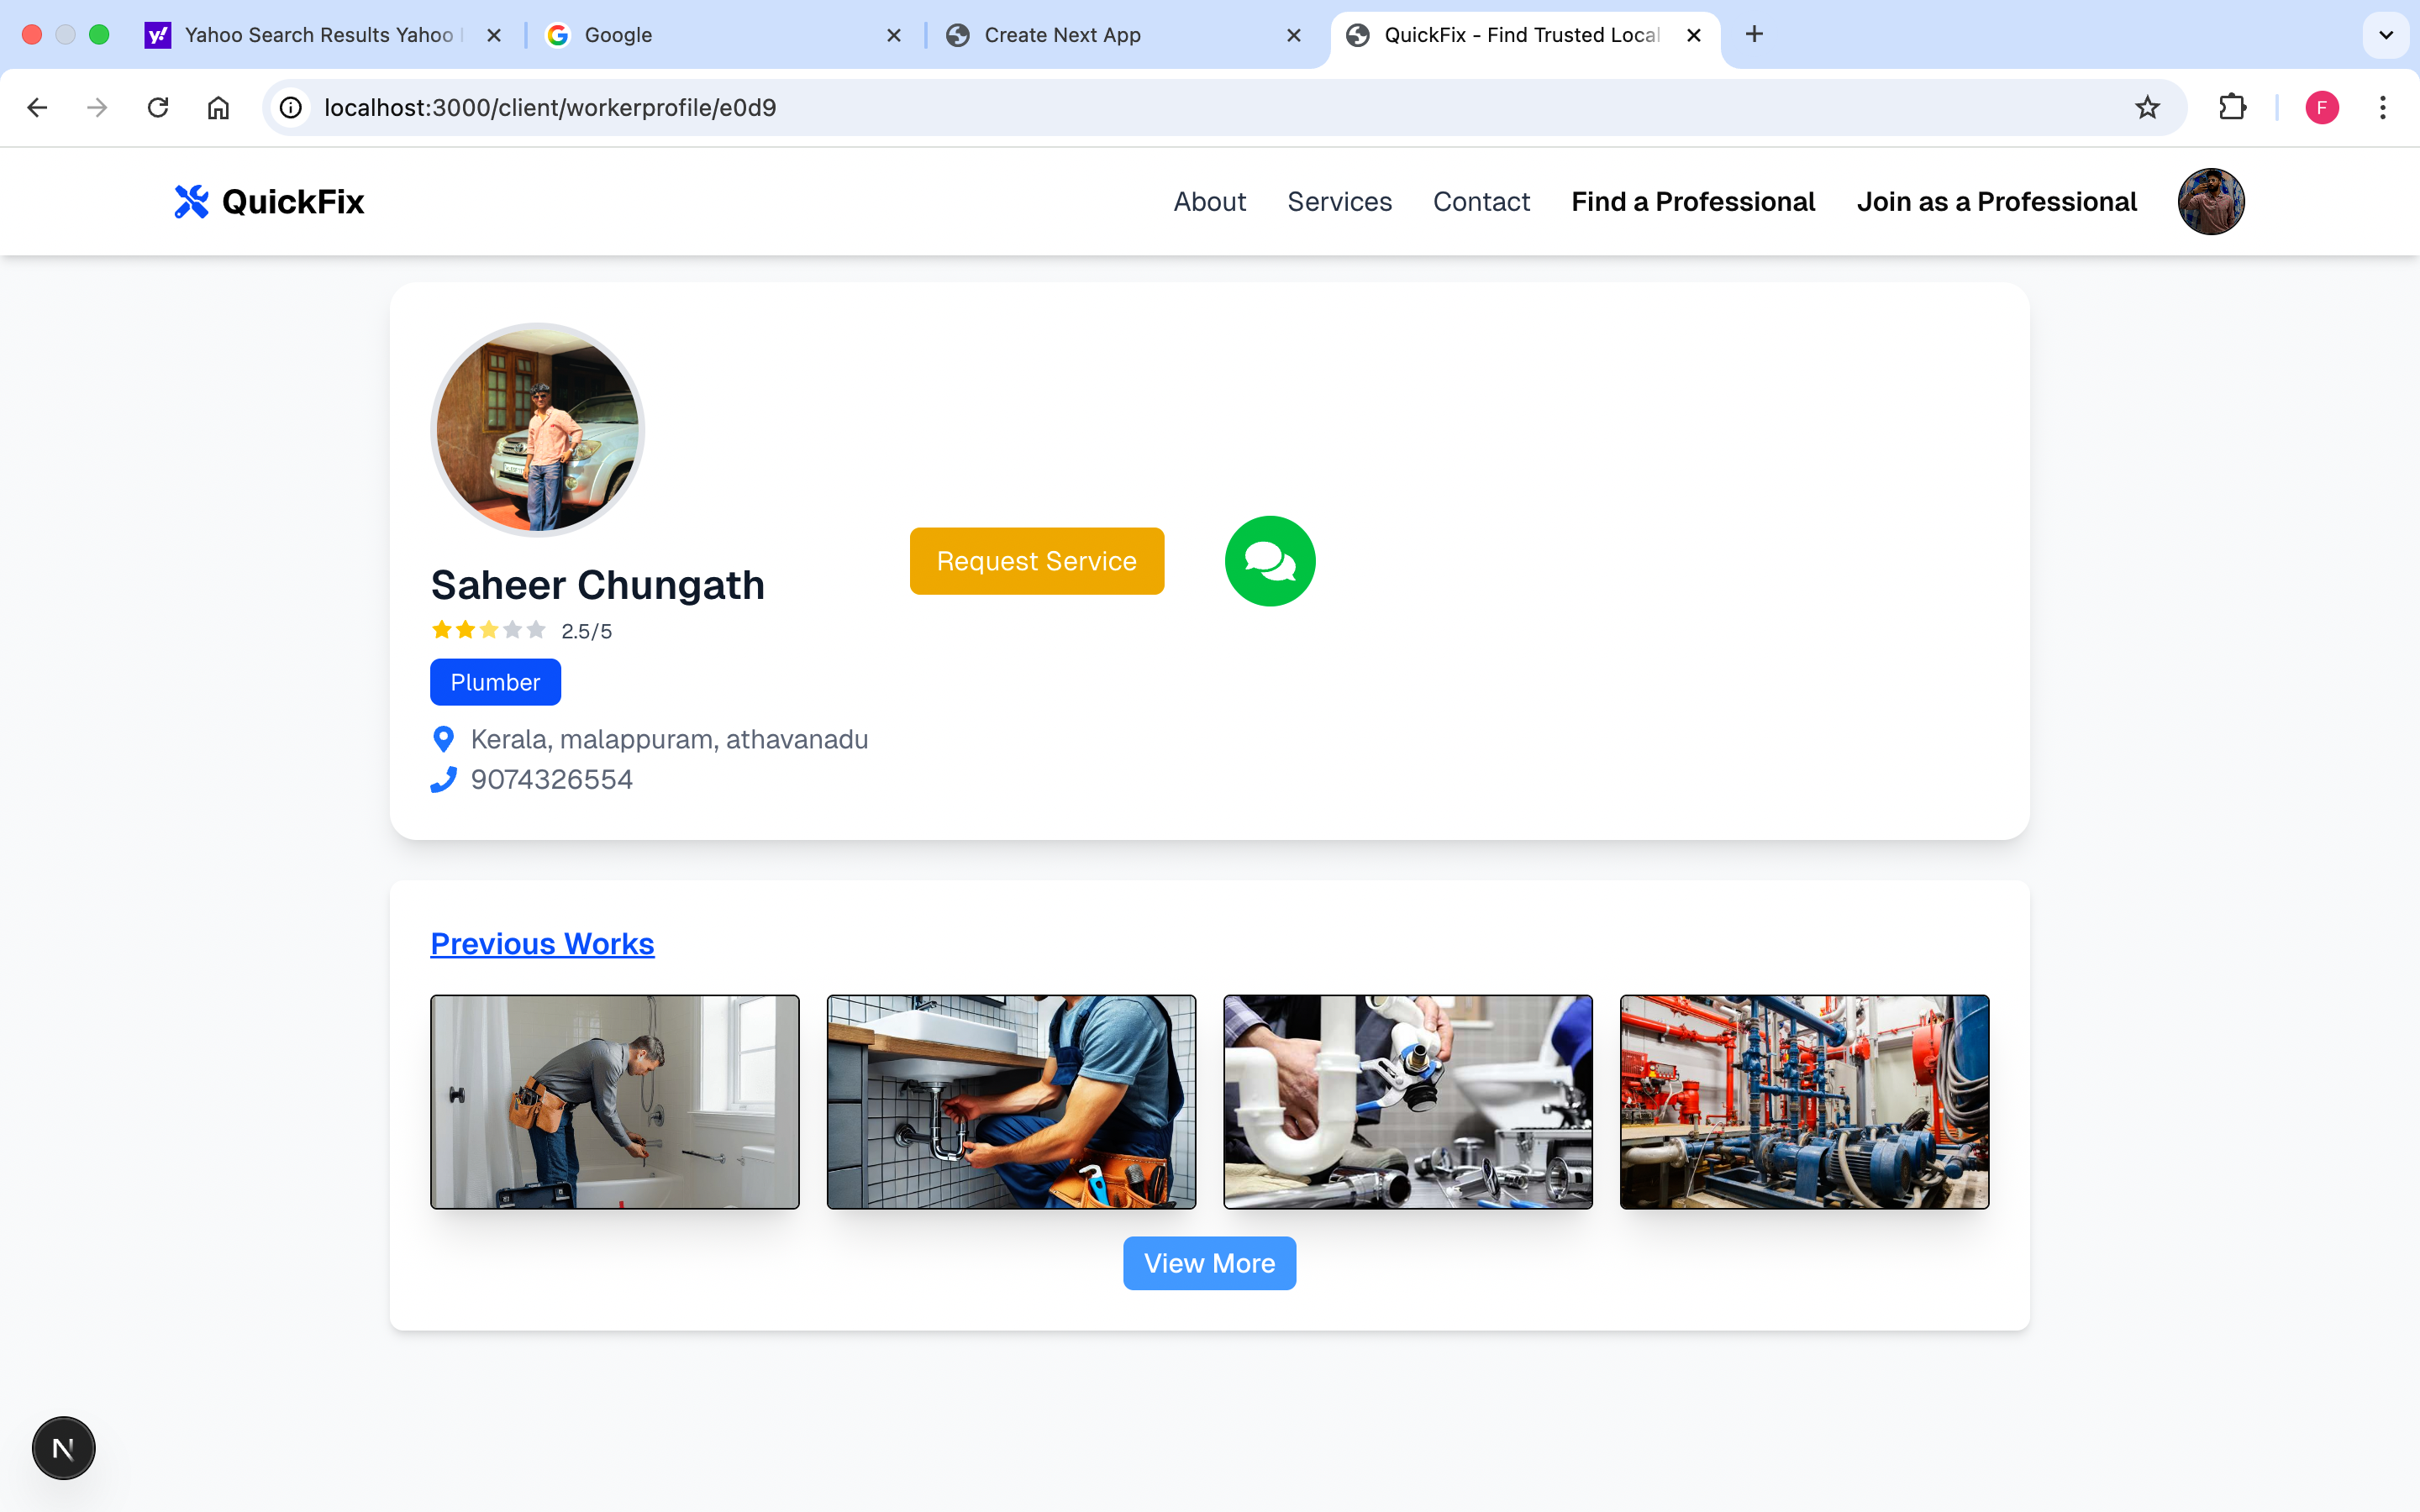 Yahoo Search Results Yahoo
Google
Create Next App
QuickFix - Find Trusted Local
localhost:3000/client/workerprofile/e0d9
F
QuickFix
About
Services
Contact
Find a Professional
Join as a Professional
Request Service
Saheer Chungath
2.5/5
Plumber
Kerala, malappuram, athavanadu
9074326554
Previous Works
View More
N